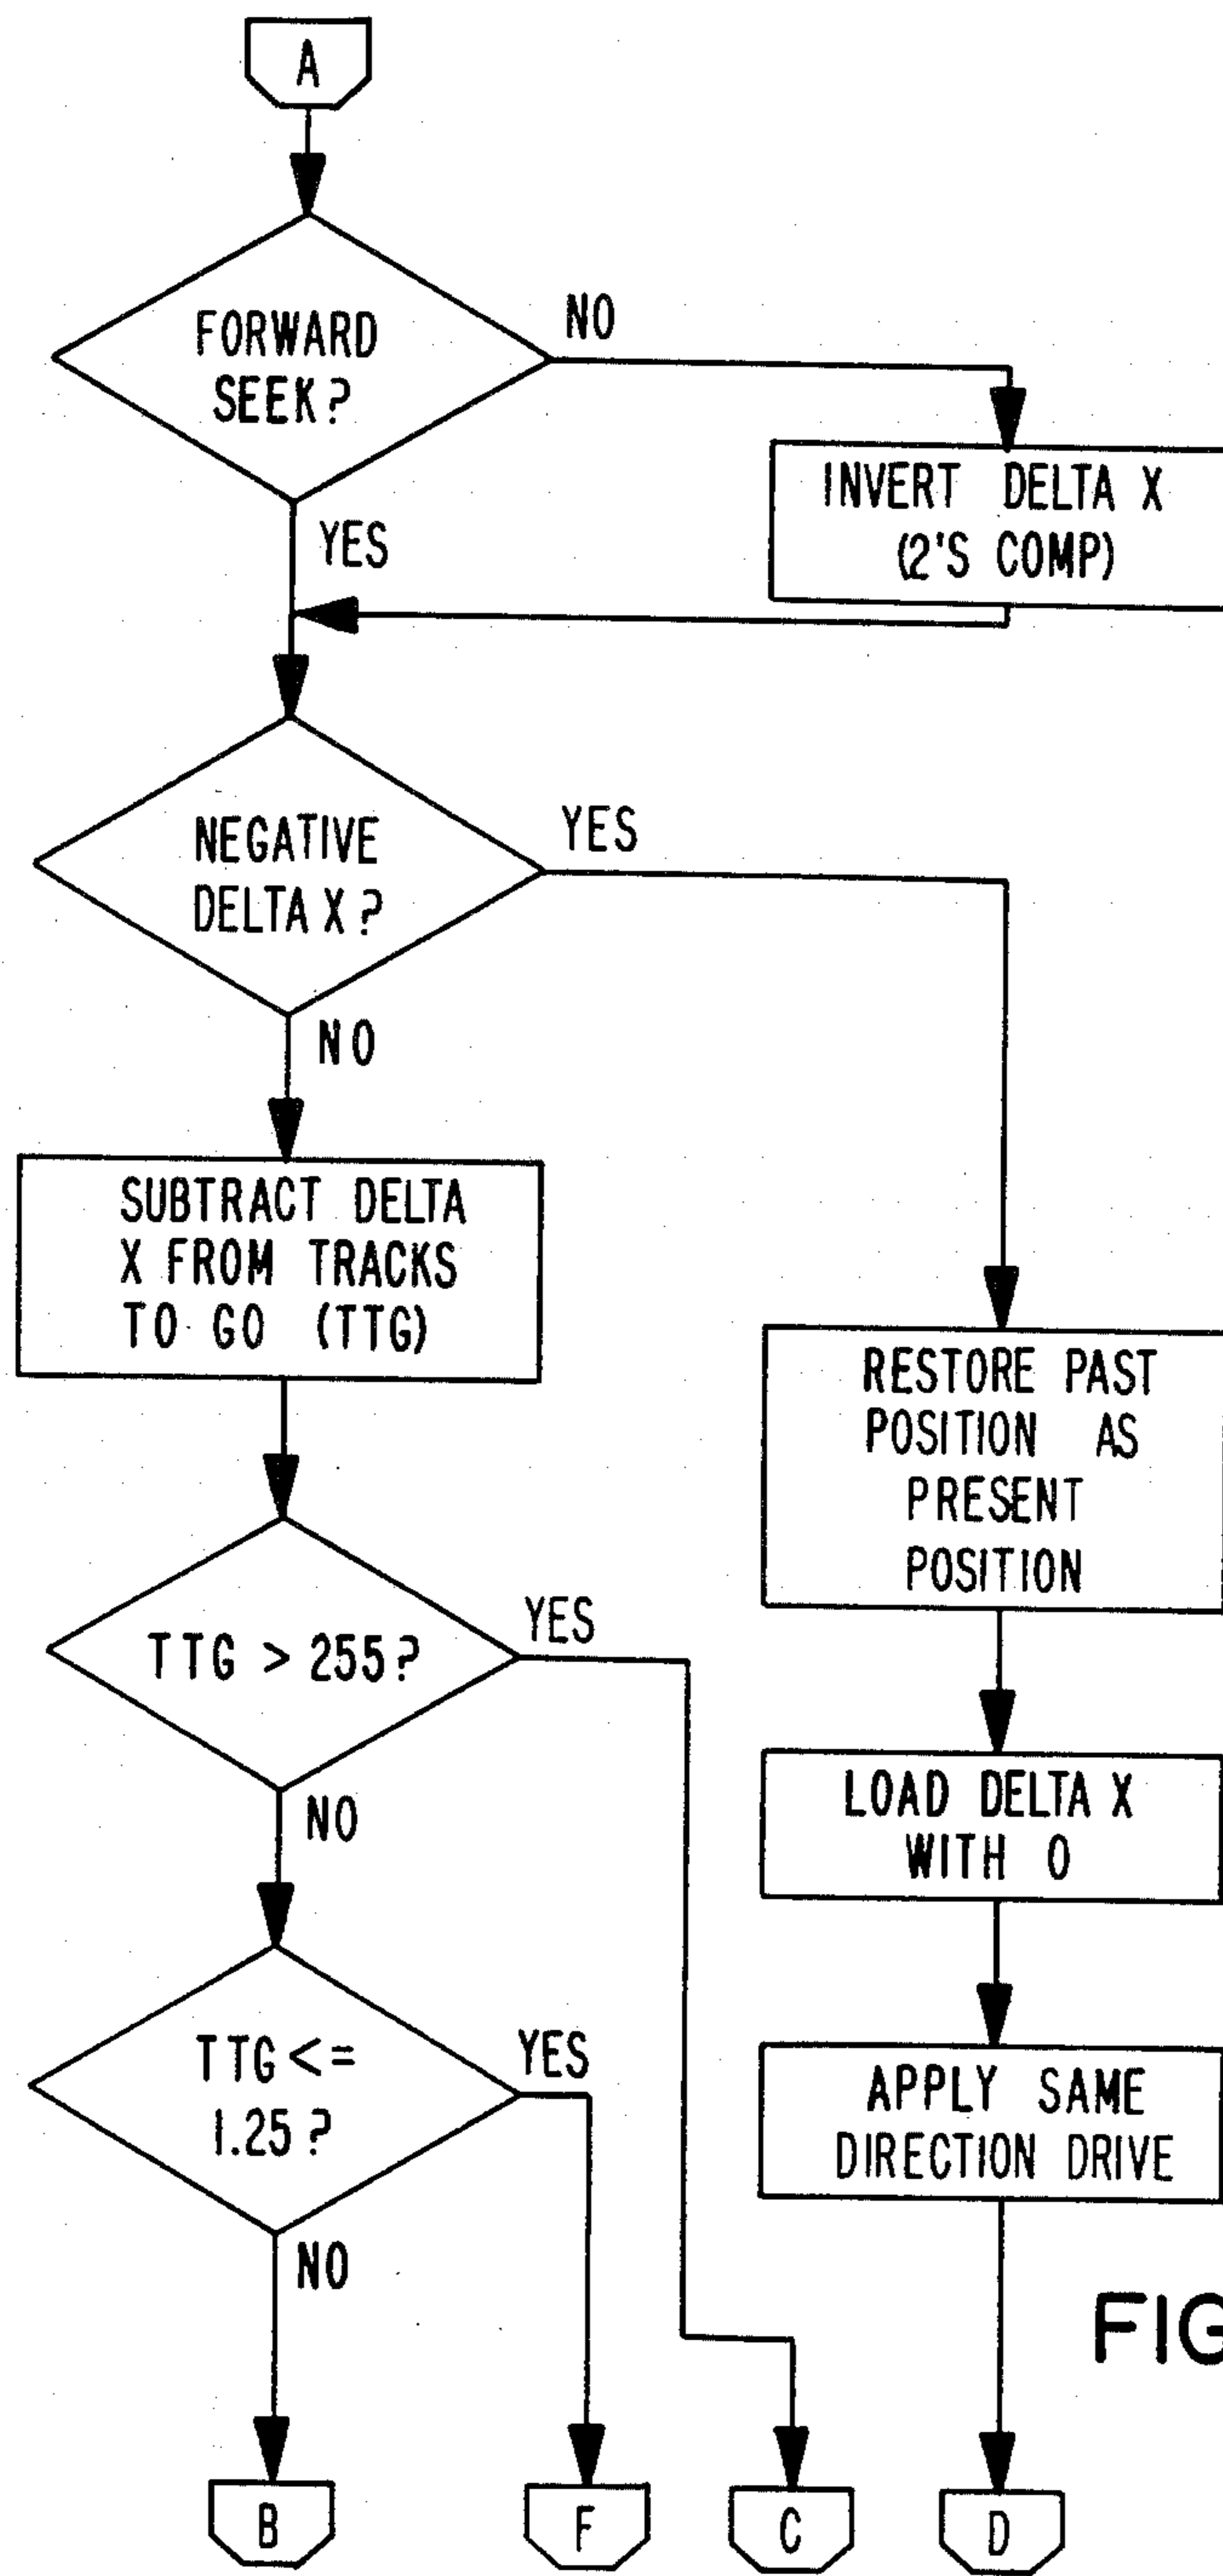 A
FORWARD
SEEK?
NO
YES
INVERT DELTA X
(2'S COMP)
NEGATIVE
DELTA X?
YES
NO
SUBTRACT DELTA
X FROM TRACKS
TO GO (TTG)
RESTORE PAST
POSITION AS
PRESENT
POSITION
TTG > 255?
YES
NO
LOAD DELTA X
WITH 0
TTG <=
1.25?
YES
NO
APPLY SAME
DIRECTION DRIVE
FIG
B
F
C
D